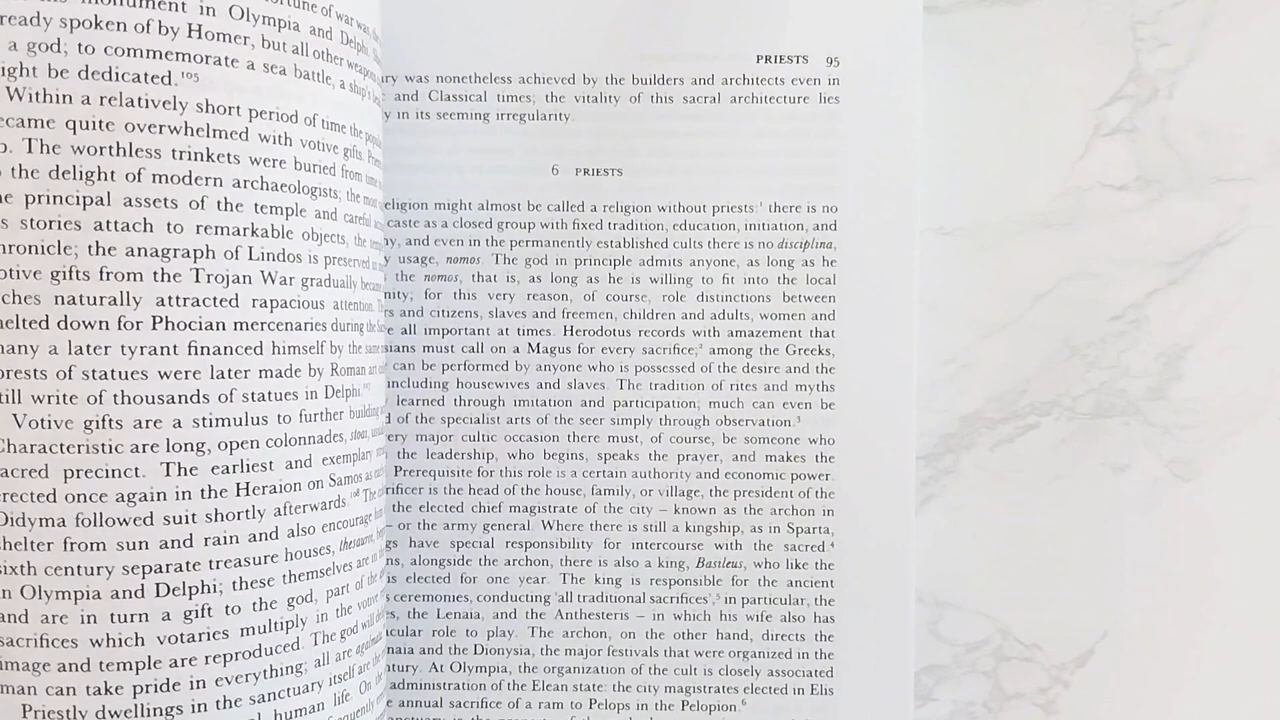 monument in Olympia and Delphi.
ready spoken of by Homer, but all other weapons
a god; to commemorate a sea battle, a ship's
ight be dedicated.¹⁰⁵
Within a relatively short period of time the
ecame quite overwhelmed with votive gifts.
o. The worthless trinkets were buried from time
the delight of modern archaeologists; the most
e principal assets of the temple and careful
s stories attach to remarkable objects, the
hronicle; the anagraph of Lindos is preserved
otive gifts from the Trojan War gradually
ches naturally attracted rapacious attention.
nelted down for Phocian mercenaries during the
nany a later tyrant financed himself by the same
orests of statues were later made by Roman
till write of thousands of statues in Delphi.
Votive gifts are a stimulus to further building
Characteristic are long, open colonnades, stoai,
acred precinct. The earliest and exemplary
rected once again in the Heraion on Samos
Didyma followed suit shortly afterwards.¹⁰⁸ The
shelter from sun and rain and also encourage
sixth century separate treasure houses, thesauroi,
n Olympia and Delphi; these themselves are in
and are in turn a gift to the god, part of the
sacrifices which votaries multiply in the votive
image and temple are reproduced. The god will
man can take pride in everything; all are
Priestly dwellings in the sanctuary itself are the
human life. On
PRIESTS 95
ry was nonetheless achieved by the builders and architects even in
and Classical times; the vitality of this sacral architecture lies
y in its seeming irregularity.
6 PRIESTS
eligion might almost be called a religion without priests:¹ there is no
caste as a closed group with fixed tradition, education, initiation, and
hy, and even in the permanently established cults there is no disciplina,
y usage, nomos. The god in principle admits anyone, as long as he
the nomos, that is, as long as he is willing to fit into the local
nity; for this very reason, of course, role distinctions between
rs and citizens, slaves and freemen, children and adults, women and
e all important at times. Herodotus records with amazement that
sians must call on a Magus for every sacrifice;² among the Greeks,
can be performed by anyone who is possessed of the desire and the
including housewives and slaves. The tradition of rites and myths
learned through imitation and participation; much can even be
d of the specialist arts of the seer simply through observation.³
ery major cultic occasion there must, of course, be someone who
the leadership, who begins, speaks the prayer, and makes the
Prerequisite for this role is a certain authority and economic power.
rificer is the head of the house, family, or village, the president of the
the elected chief magistrate of the city – known as the archon in
– or the army general. Where there is still a kingship, as in Sparta,
gs have special responsibility for intercourse with the sacred.⁴
ns, alongside the archon, there is also a king, Basileus, who like the
is elected for one year. The king is responsible for the ancient
s ceremonies, conducting 'all traditional sacrifices',⁵ in particular, the
es, the Lenaia, and the Anthesteris – in which his wife also has
icular role to play. The archon, on the other hand, directs the
naia and the Dionysia, the major festivals that were organized in the
ntury. At Olympia, the organization of the cult is closely associated
administration of the Elean state: the city magistrates elected in Elis
e annual sacrifice of a ram to Pelops in the Pelopion.⁶